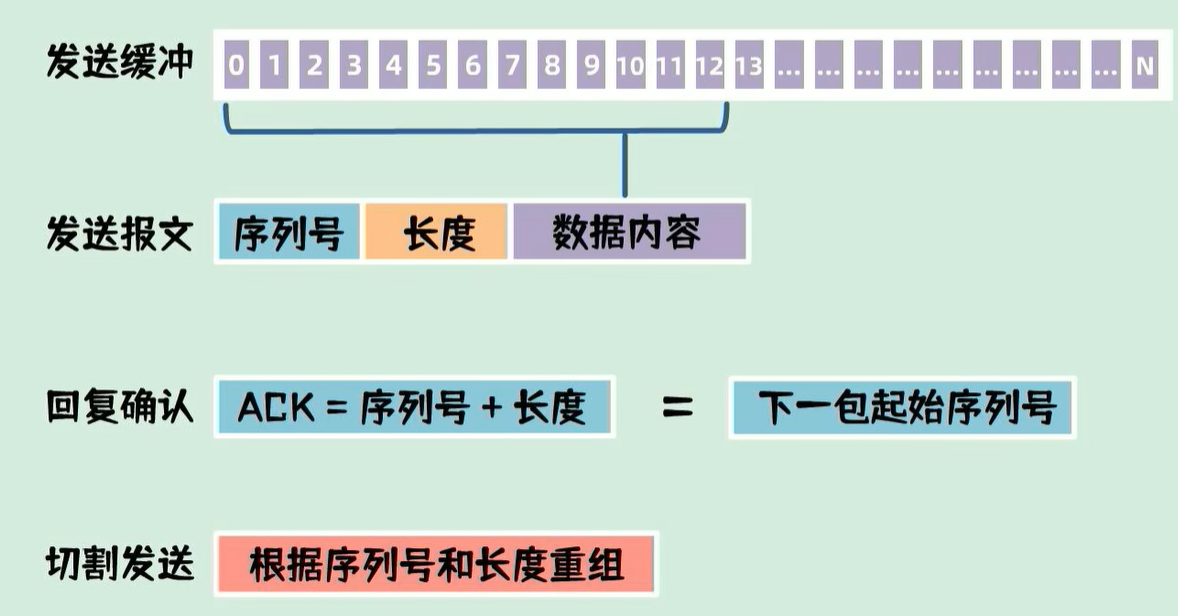 发送缓冲 0 1 2 3 4 5 6 7 8 9 10 11 12 13 ... ... ... ... ... ... ... ... ... N
发送报文 序列号 长度 数据内容
回复确认 ACK = 序列号 + 长度 = 下一包起始序列号
切割发送 根据序列号和长度重组